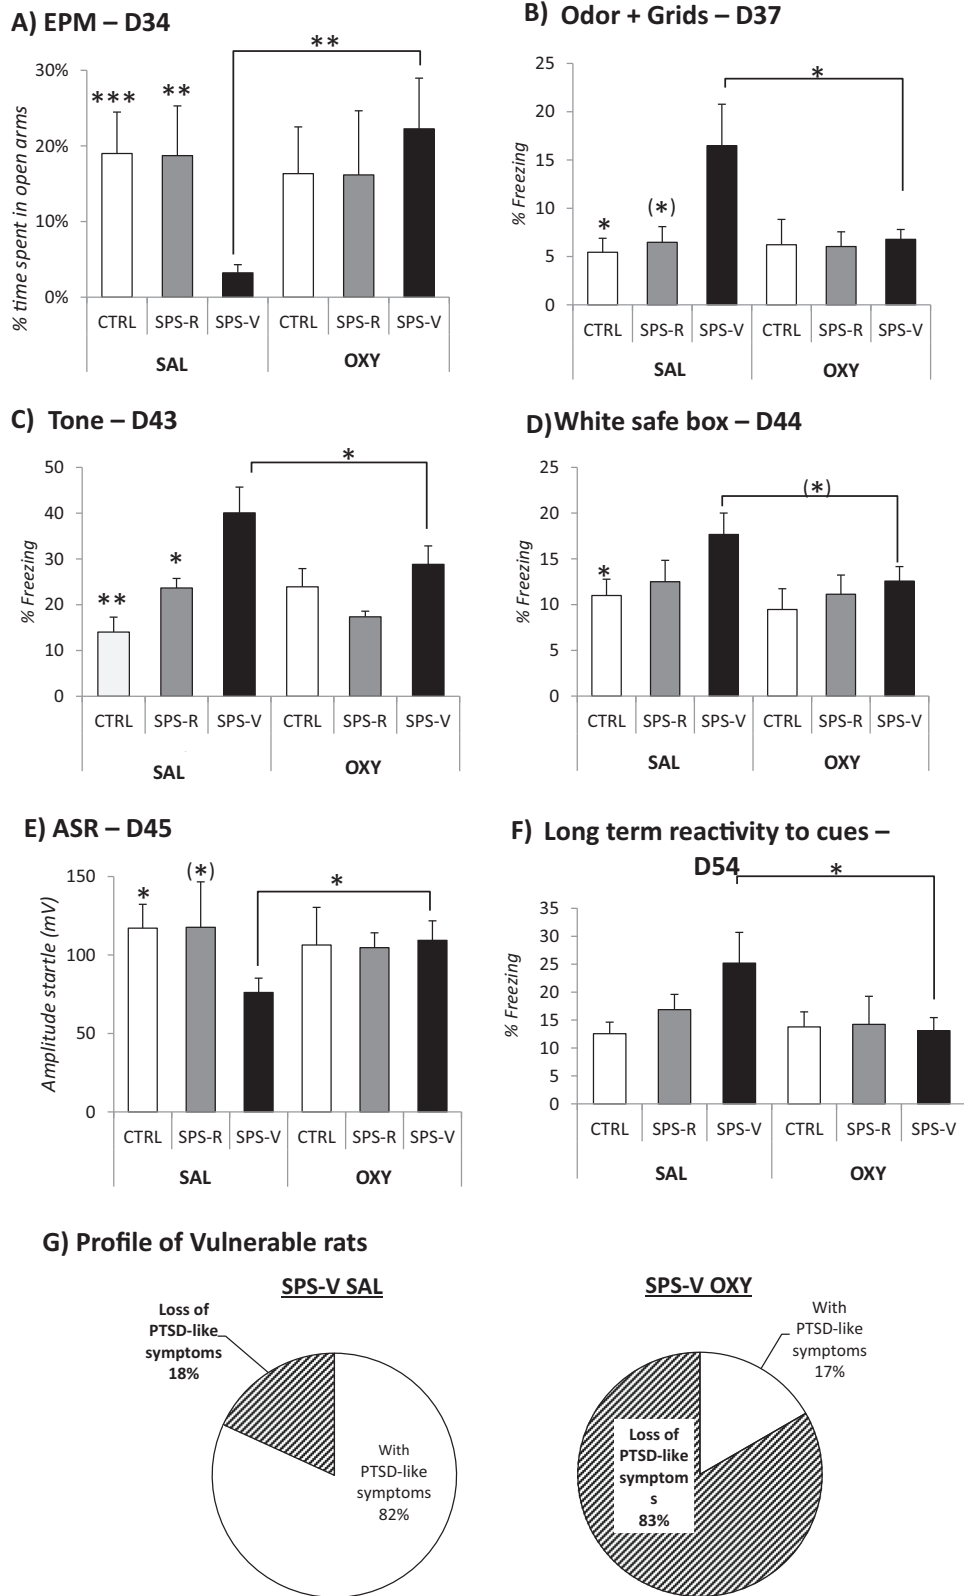 A) EPM – D34
% time spent in open arms
30%
20%
10%
0%
***
**
**
CTRL SPS-R SPS-V CTRL SPS-R SPS-V
SAL OXY
B) Odor + Grids – D37
% Freezing
25
20
15
10
5
0
*
(*)
*
CTRL SPS-R SPS-V CTRL SPS-R SPS-V
SAL OXY
C) Tone – D43
% Freezing
50
40
30
20
10
0
**
*
*
CTRL SPS-R SPS-V CTRL SPS-R SPS-V
SAL OXY
D) White safe box – D44
% Freezing
25
20
15
10
5
0
*
(*)
CTRL SPS-R SPS-V CTRL SPS-R SPS-V
SAL OXY
E) ASR – D45
Amplitude startle (mV)
150
100
50
0
*
(*)
*
CTRL SPS-R SPS-V CTRL SPS-R SPS-V
SAL OXY
F) Long term reactivity to cues –
D54
% Freezing
35
30
25
20
15
10
5
0
*
CTRL SPS-R SPS-V CTRL SPS-R SPS-V
SAL OXY
G) Profile of Vulnerable rats
SPS-V SAL
Loss of
PTSD-like
symptoms
18%
With
PTSD-like
symptoms
82%
SPS-V OXY
With
PTSD-like
symptoms
17%
Loss of
PTSD-like
symptom
s
83%